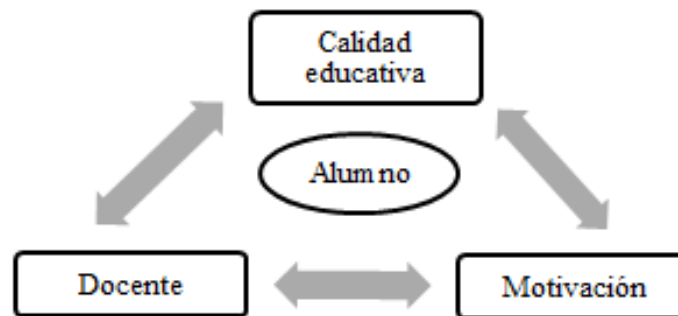 Calidad
educativa
Alumno
Docente
Motivación